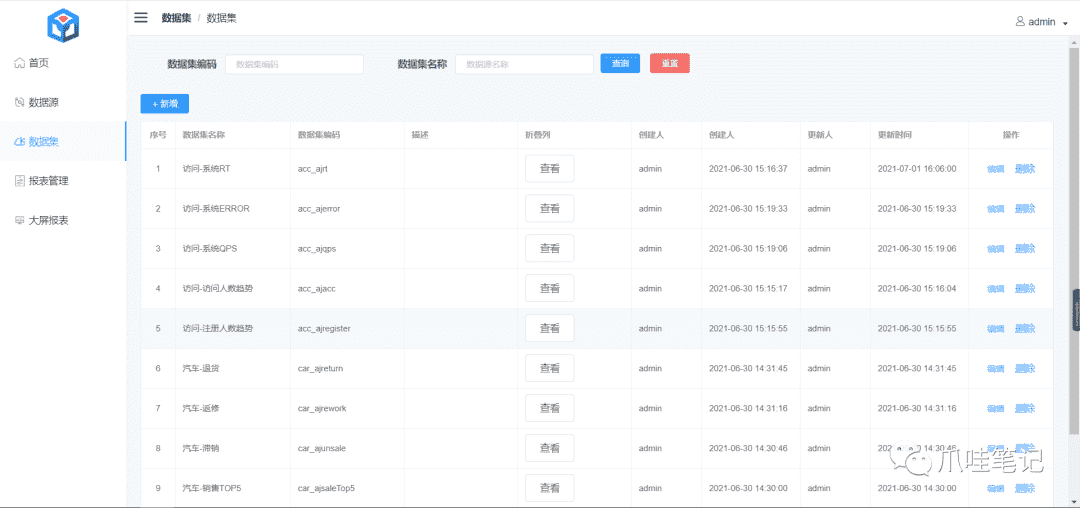 数据集 / 数据集
admin
首页
数据源
数据集
报表管理
大屏报表
数据集编码 数据集编码 数据集名称 数据源名称 查询 重置
+ 新增
序号 数据集名称 数据集编码 描述 折叠列 创建人 创建人 更新人 更新时间 操作
1 访问-系统RT acc_ajrt 查看 admin 2021-06-30 15:16:37 admin 2021-07-01 16:06:00 编辑 删除
2 访问-系统ERROR acc_ajerror 查看 admin 2021-06-30 15:19:33 admin 2021-06-30 15:19:33 编辑 删除
3 访问-系统QPS acc_ajqps 查看 admin 2021-06-30 15:19:06 admin 2021-06-30 15:19:06 编辑 删除
4 访问-访问人数趋势 acc_ajacc 查看 admin 2021-06-30 15:15:17 admin 2021-06-30 15:16:04 编辑 删除
5 访问-注册人数趋势 acc_ajregister 查看 admin 2021-06-30 15:15:55 admin 2021-06-30 15:15:55 编辑 删除
6 汽车-退货 car_ajreturn 查看 admin 2021-06-30 14:31:45 admin 2021-06-30 14:31:45 编辑 删除
7 汽车-返修 car_ajrework 查看 admin 2021-06-30 14:31:16 admin 2021-06-30 14:31:16 编辑 删除
8 汽车-滞销 car_ajunsale 查看 admin 2021-06-30 14:30:46 admin 2021-06-30 14:30:46 编辑 删除
9 汽车-销售TOP5 car_ajsaleTop5 查看 admin 2021-06-30 14:30:00 admin 2021-06-30 14:30:00 编辑 删除
爪哇笔记